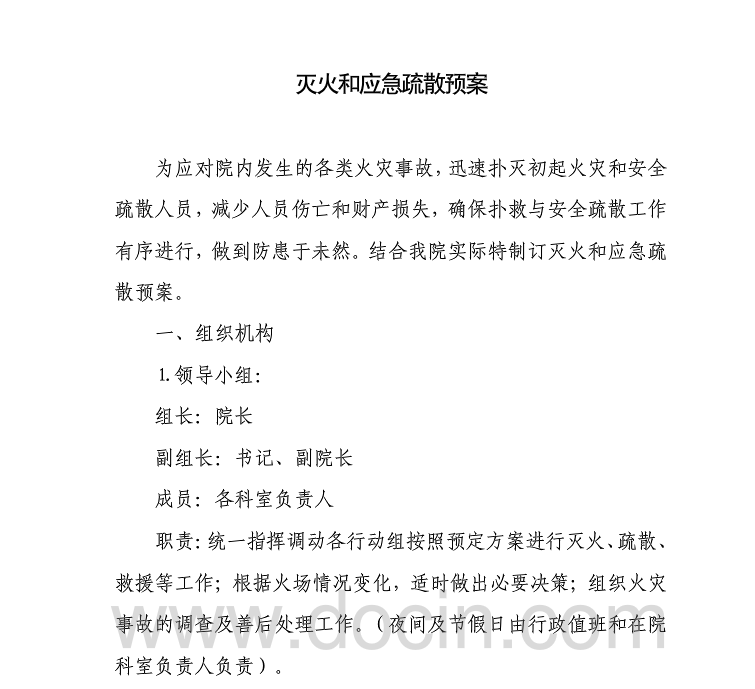 灭火和应急疏散预案
为应对院内发生的各类火灾事故，迅速扑灭初起火灾和安全
疏散人员，减少人员伤亡和财产损失，确保扑救与安全疏散工作
有序进行，做到防患于未然。结合我院实际特制订灭火和应急疏
散预案。
一、组织机构
1.领导小组：
组长：院长
副组长：书记、副院长
成员：各科室负责人
职责：统一指挥调动各行动组按照预定方案进行灭火、疏散、
救援等工作；根据火场情况变化，适时做出必要决策；组织火灾
事故的调查及善后处理工作。（夜间及节假日由行政值班和在院
科室负责人负责）。
www.docin.com